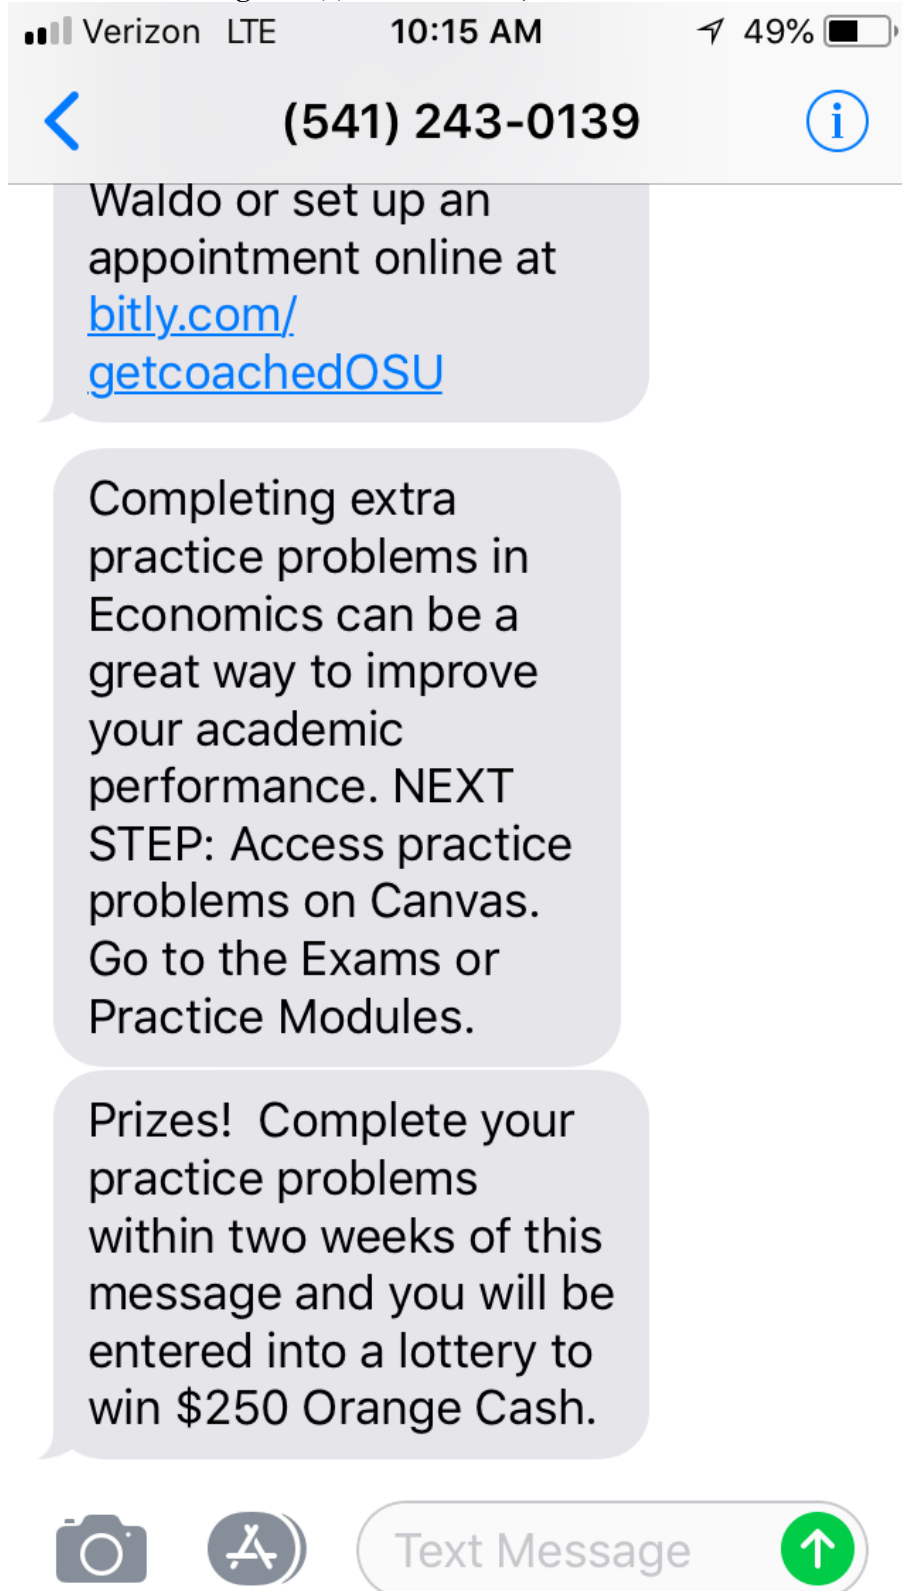 Verizon LTE 10:15 AM 49%
(541) 243-0139
Waldo or set up an
appointment online at
bitly.com/
getcoachedOSU
Completing extra
practice problems in
Economics can be a
great way to improve
your academic
performance. NEXT
STEP: Access practice
problems on Canvas.
Go to the Exams or
Practice Modules.
Prizes!  Complete your
practice problems
within two weeks of this
message and you will be
entered into a lottery to
win $250 Orange Cash.
Text Message